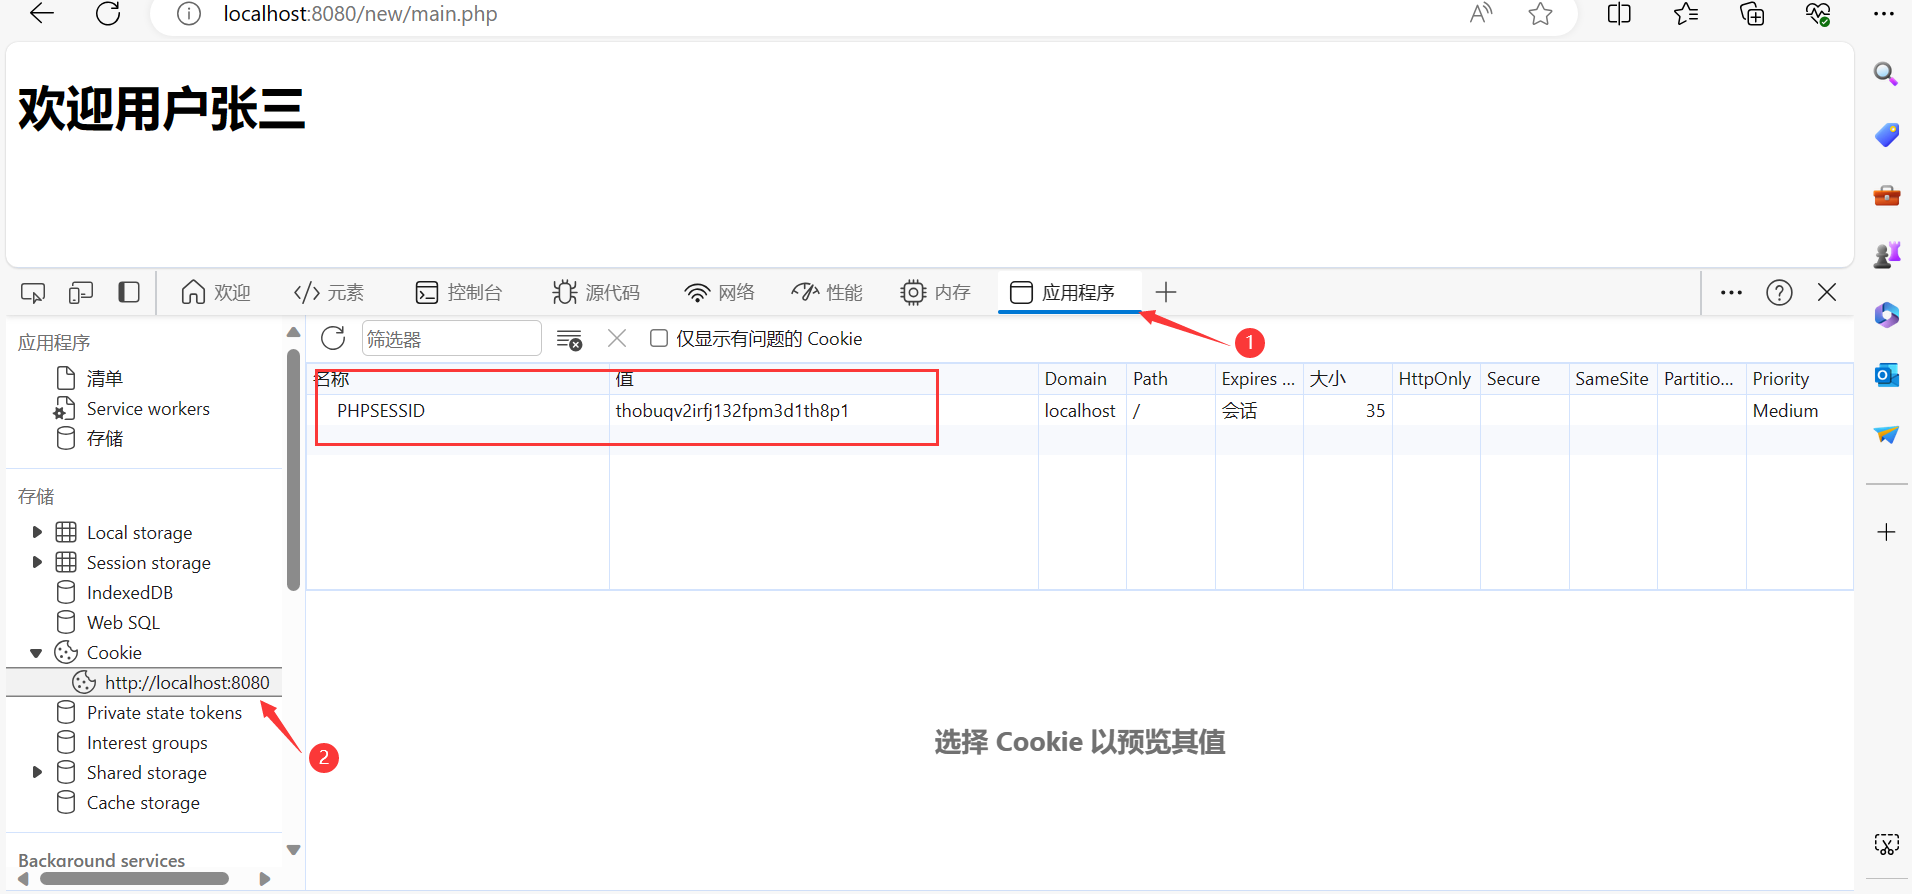 localhost:8080/new/main.php
欢迎用户张三
欢迎 元素 控制台 源代码 网络 性能 内存 应用程序
筛选器 仅显示有问题的 Cookie
1
名称 值 Domain Path Expires ... 大小 HttpOnly Secure SameSite Partitio... Priority
PHPSESSID thobuqv2irfj132fpm3d1th8p1 localhost / 会话 35 Medium
应用程序
清单
Service workers
存储
存储
Local storage
Session storage
IndexedDB
Web SQL
Cookie
http://localhost:8080
Private state tokens
Interest groups
Shared storage
Cache storage
Background services
2
选择 Cookie 以预览其值